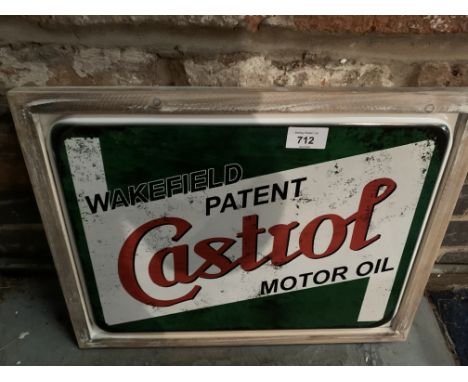 712
WAKEFIELD
PATENT
Castrol
MOTOR OIL